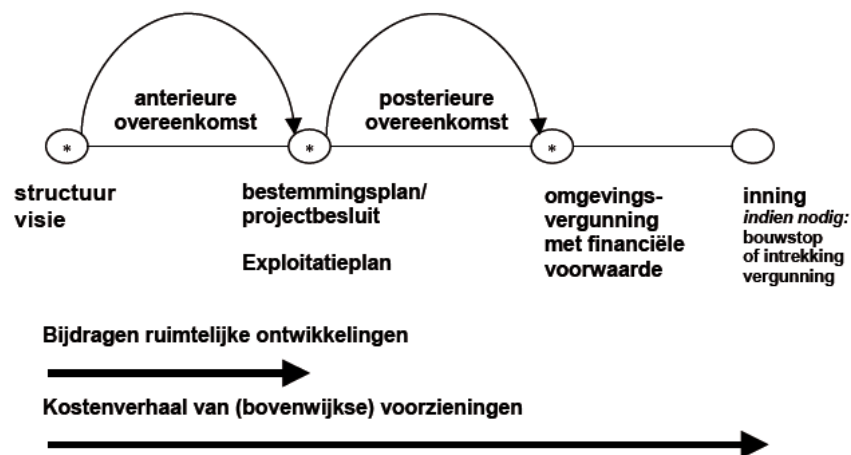 anterieure
overeenkomst
posterieure
overeenkomst
*
*
*
structuur
visie
bestemmingsplan/
projectbesluit
Exploitatieplan
omgevings-
vergunning
met financiële
voorwaarde
inning
indien nodig:
bouwstop
of intrekking
vergunning
Bijdragen ruimtelijke ontwikkelingen
Kostenverhaal van (bovenwijkse) voorzieningen